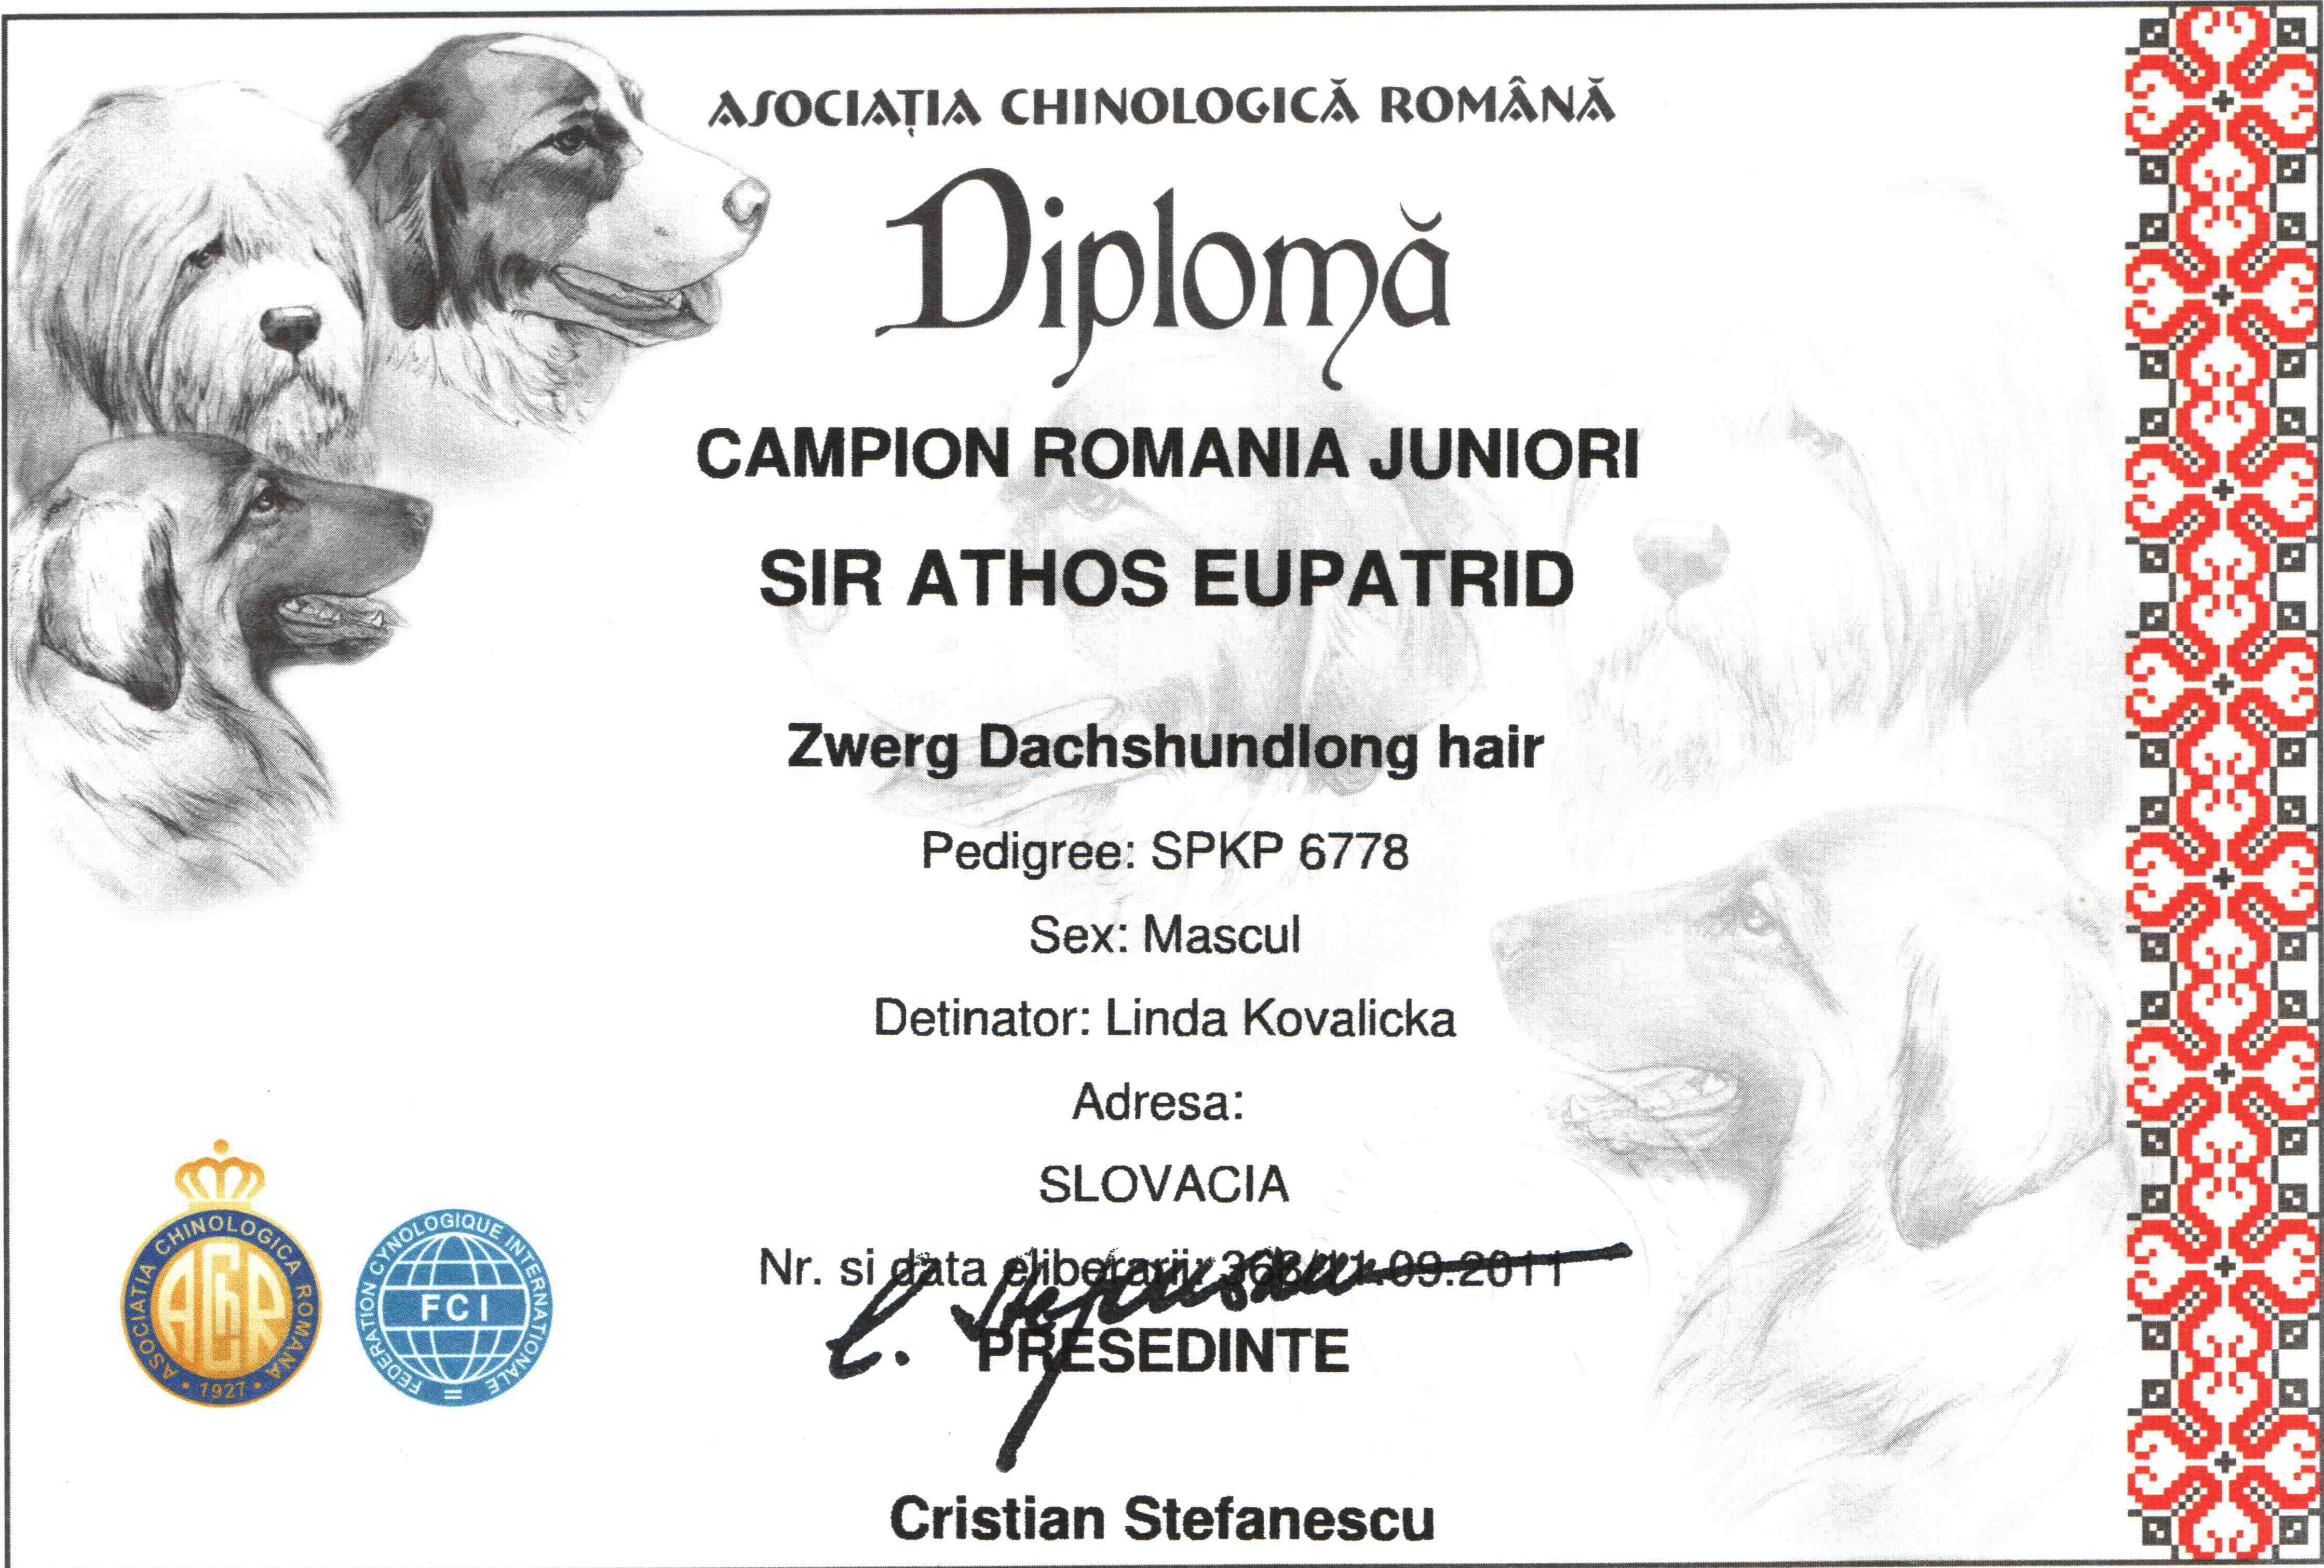 ASOCIAȚIA CHINOLOGICĂ ROMÂNĂ
Diplomă
CAMPION ROMANIA JUNIORI
SIR ATHOS EUPATRID
Zwerg Dachshundlong hair
Pedigree: SPKP 6778
Sex: Mascul
Detinator: Linda Kovalicka
Adresa:
SLOVACIA
Nr. si data eliberarii: 09.2011
PRESEDINTE
Cristian Stefanescu
ASOCIATIA CHINOLOGICA ROMANA
AChR
1927
FEDERATION CYNOLOGIQUE INTERNATIONALE
FCI